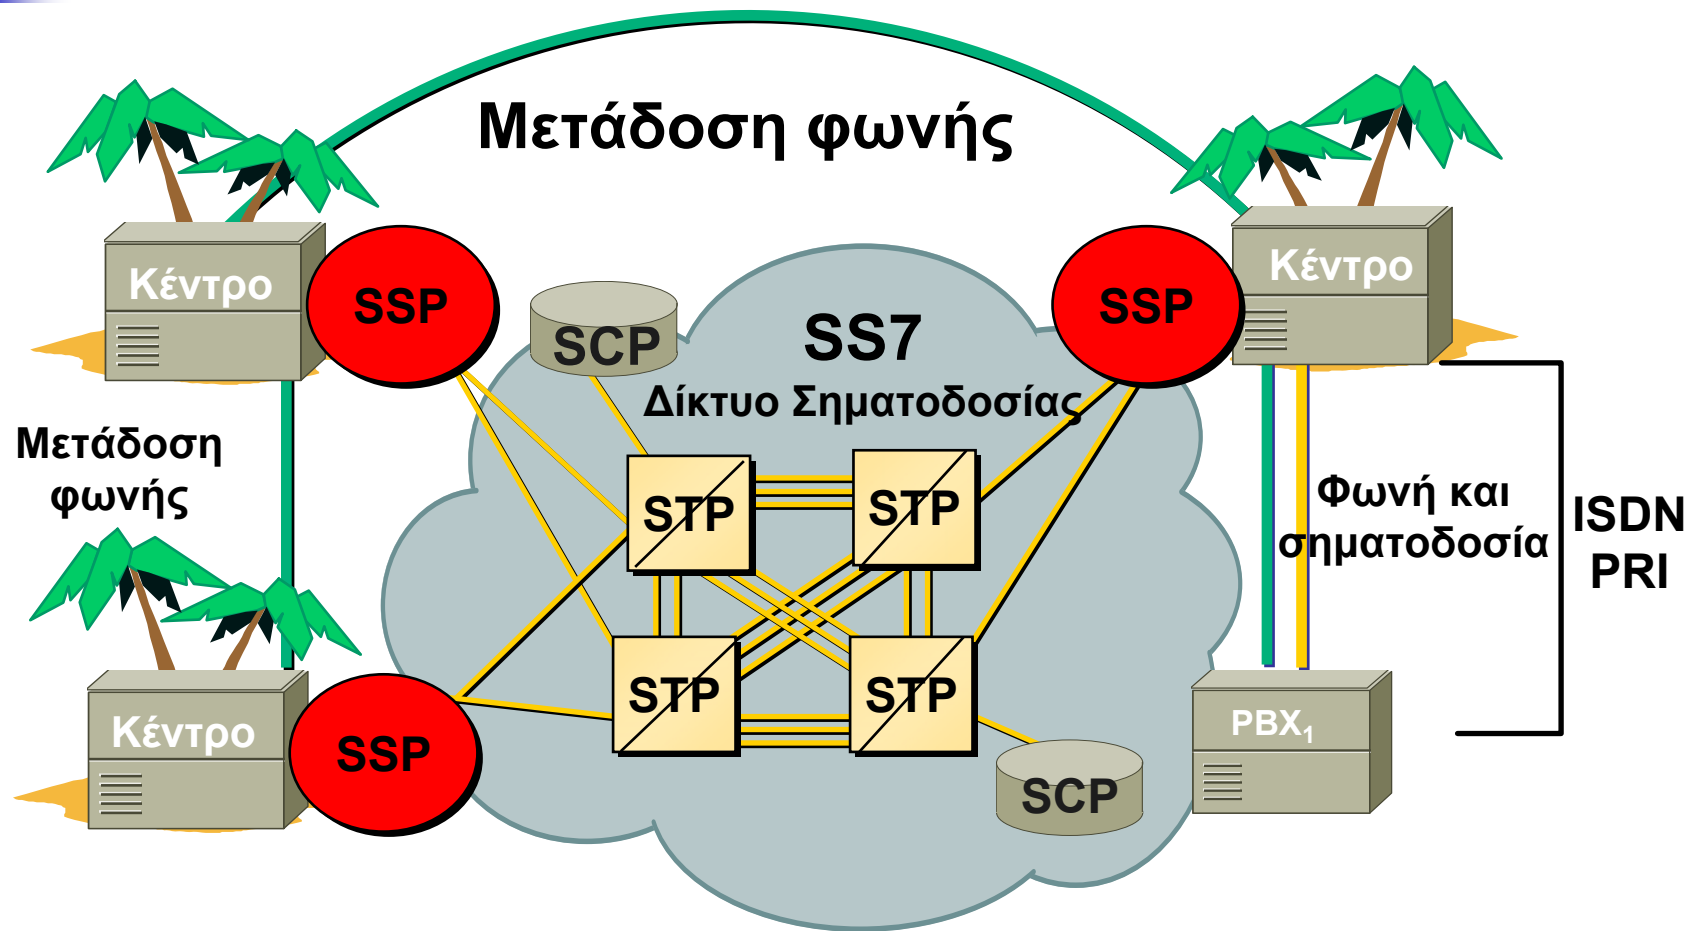 Μετάδοση φωνής
Κέντρο
SSP
SCP
SS7
Δίκτυο Σηματοδοσίας
SSP
Κέντρο
Μετάδοση
φωνής
STP
STP
Φωνή και
σηματοδοσία
ISDN
PRI
STP
STP
Κέντρο
SSP
SCP
PBX₁